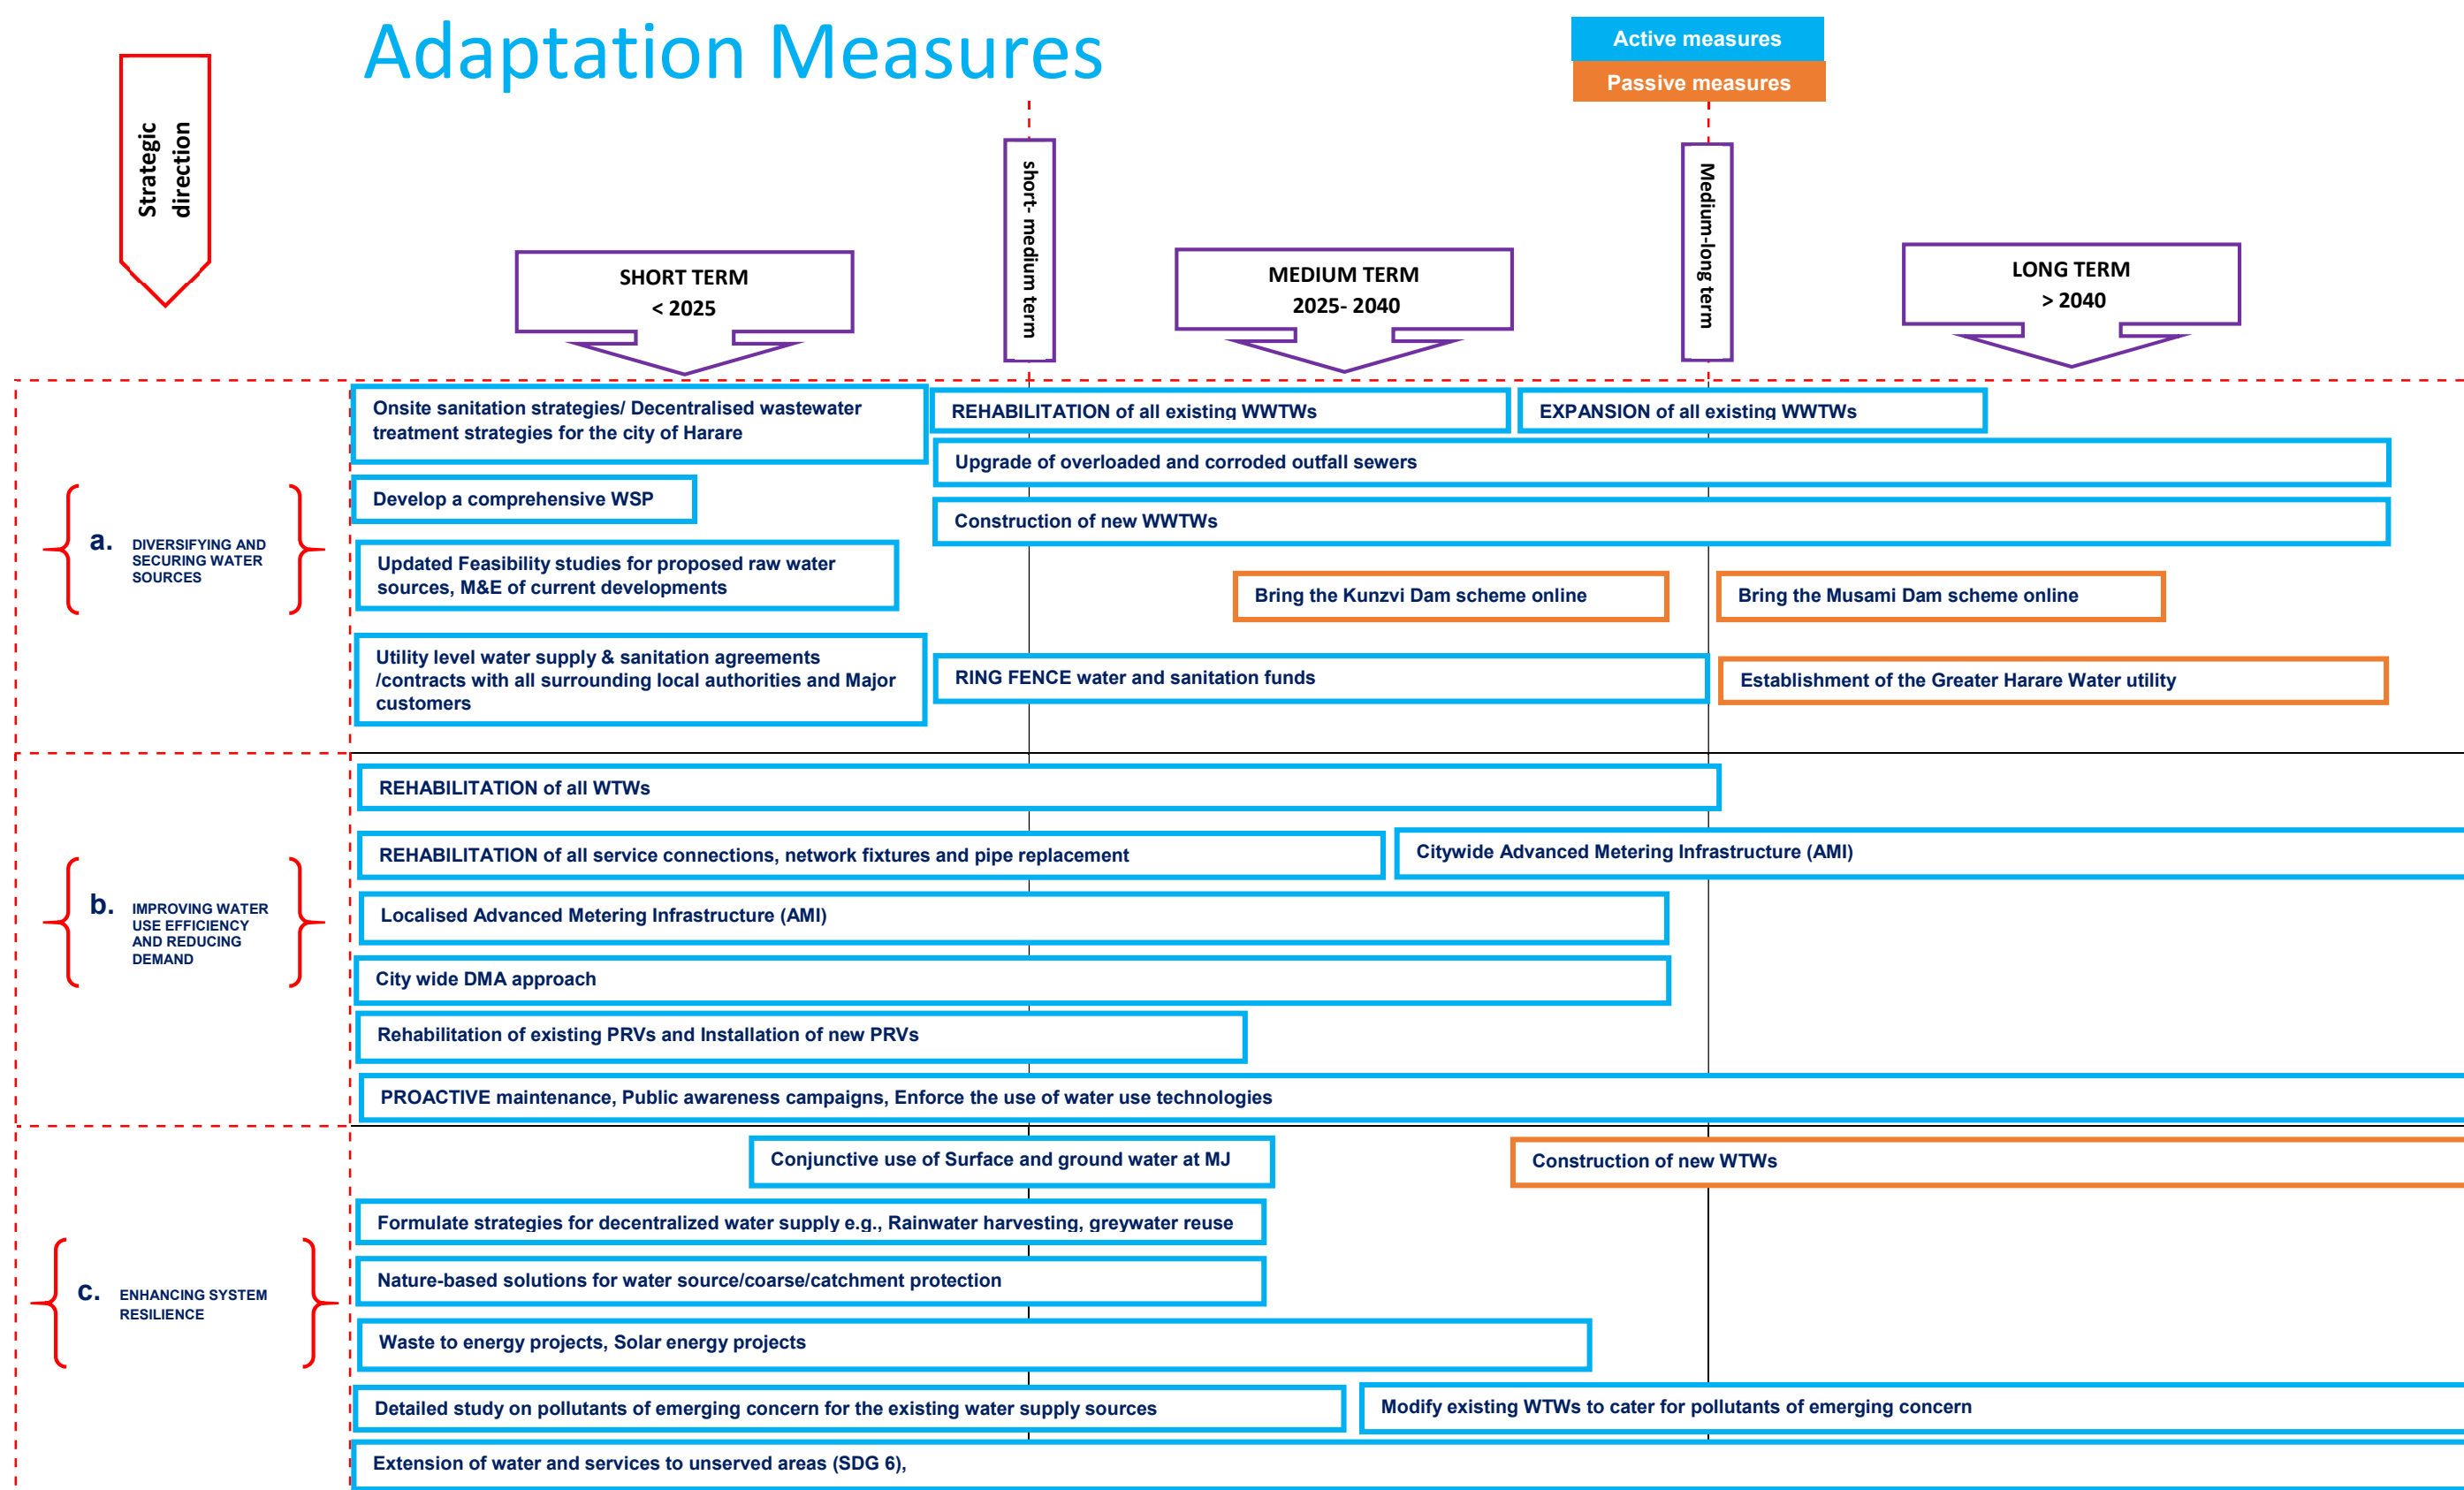 Adaptation Measures
Active measures
Passive measures
Strategic
direction
short- medium term
Medium-long term
SHORT TERM
< 2025
MEDIUM TERM
2025- 2040
LONG TERM
> 2040
a. DIVERSIFYING AND
SECURING WATER
SOURCES
Onsite sanitation strategies/ Decentralised wastewater
treatment strategies for the city of Harare
REHABILITATION of all existing WWTWs
EXPANSION of all existing WWTWs
Upgrade of overloaded and corroded outfall sewers
Develop a comprehensive WSP
Construction of new WWTWs
Updated Feasibility studies for proposed raw water
sources, M&E of current developments
Bring the Kunzvi Dam scheme online
Bring the Musami Dam scheme online
Utility level water supply & sanitation agreements
/contracts with all surrounding local authorities and Major
customers
RING FENCE water and sanitation funds
Establishment of the Greater Harare Water utility
b. IMPROVING WATER
USE EFFICIENCY
AND REDUCING
DEMAND
REHABILITATION of all WTWs
REHABILITATION of all service connections, network fixtures and pipe replacement
Citywide Advanced Metering Infrastructure (AMI)
Localised Advanced Metering Infrastructure (AMI)
City wide DMA approach
Rehabilitation of existing PRVs and Installation of new PRVs
PROACTIVE maintenance, Public awareness campaigns, Enforce the use of water use technologies
c. ENHANCING SYSTEM
RESILIENCE
Conjunctive use of Surface and ground water at MJ
Construction of new WTWs
Formulate strategies for decentralized water supply e.g., Rainwater harvesting, greywater reuse
Nature-based solutions for water source/coarse/catchment protection
Waste to energy projects, Solar energy projects
Detailed study on pollutants of emerging concern for the existing water supply sources
Modify existing WTWs to cater for pollutants of emerging concern
Extension of water and services to unserved areas (SDG 6),